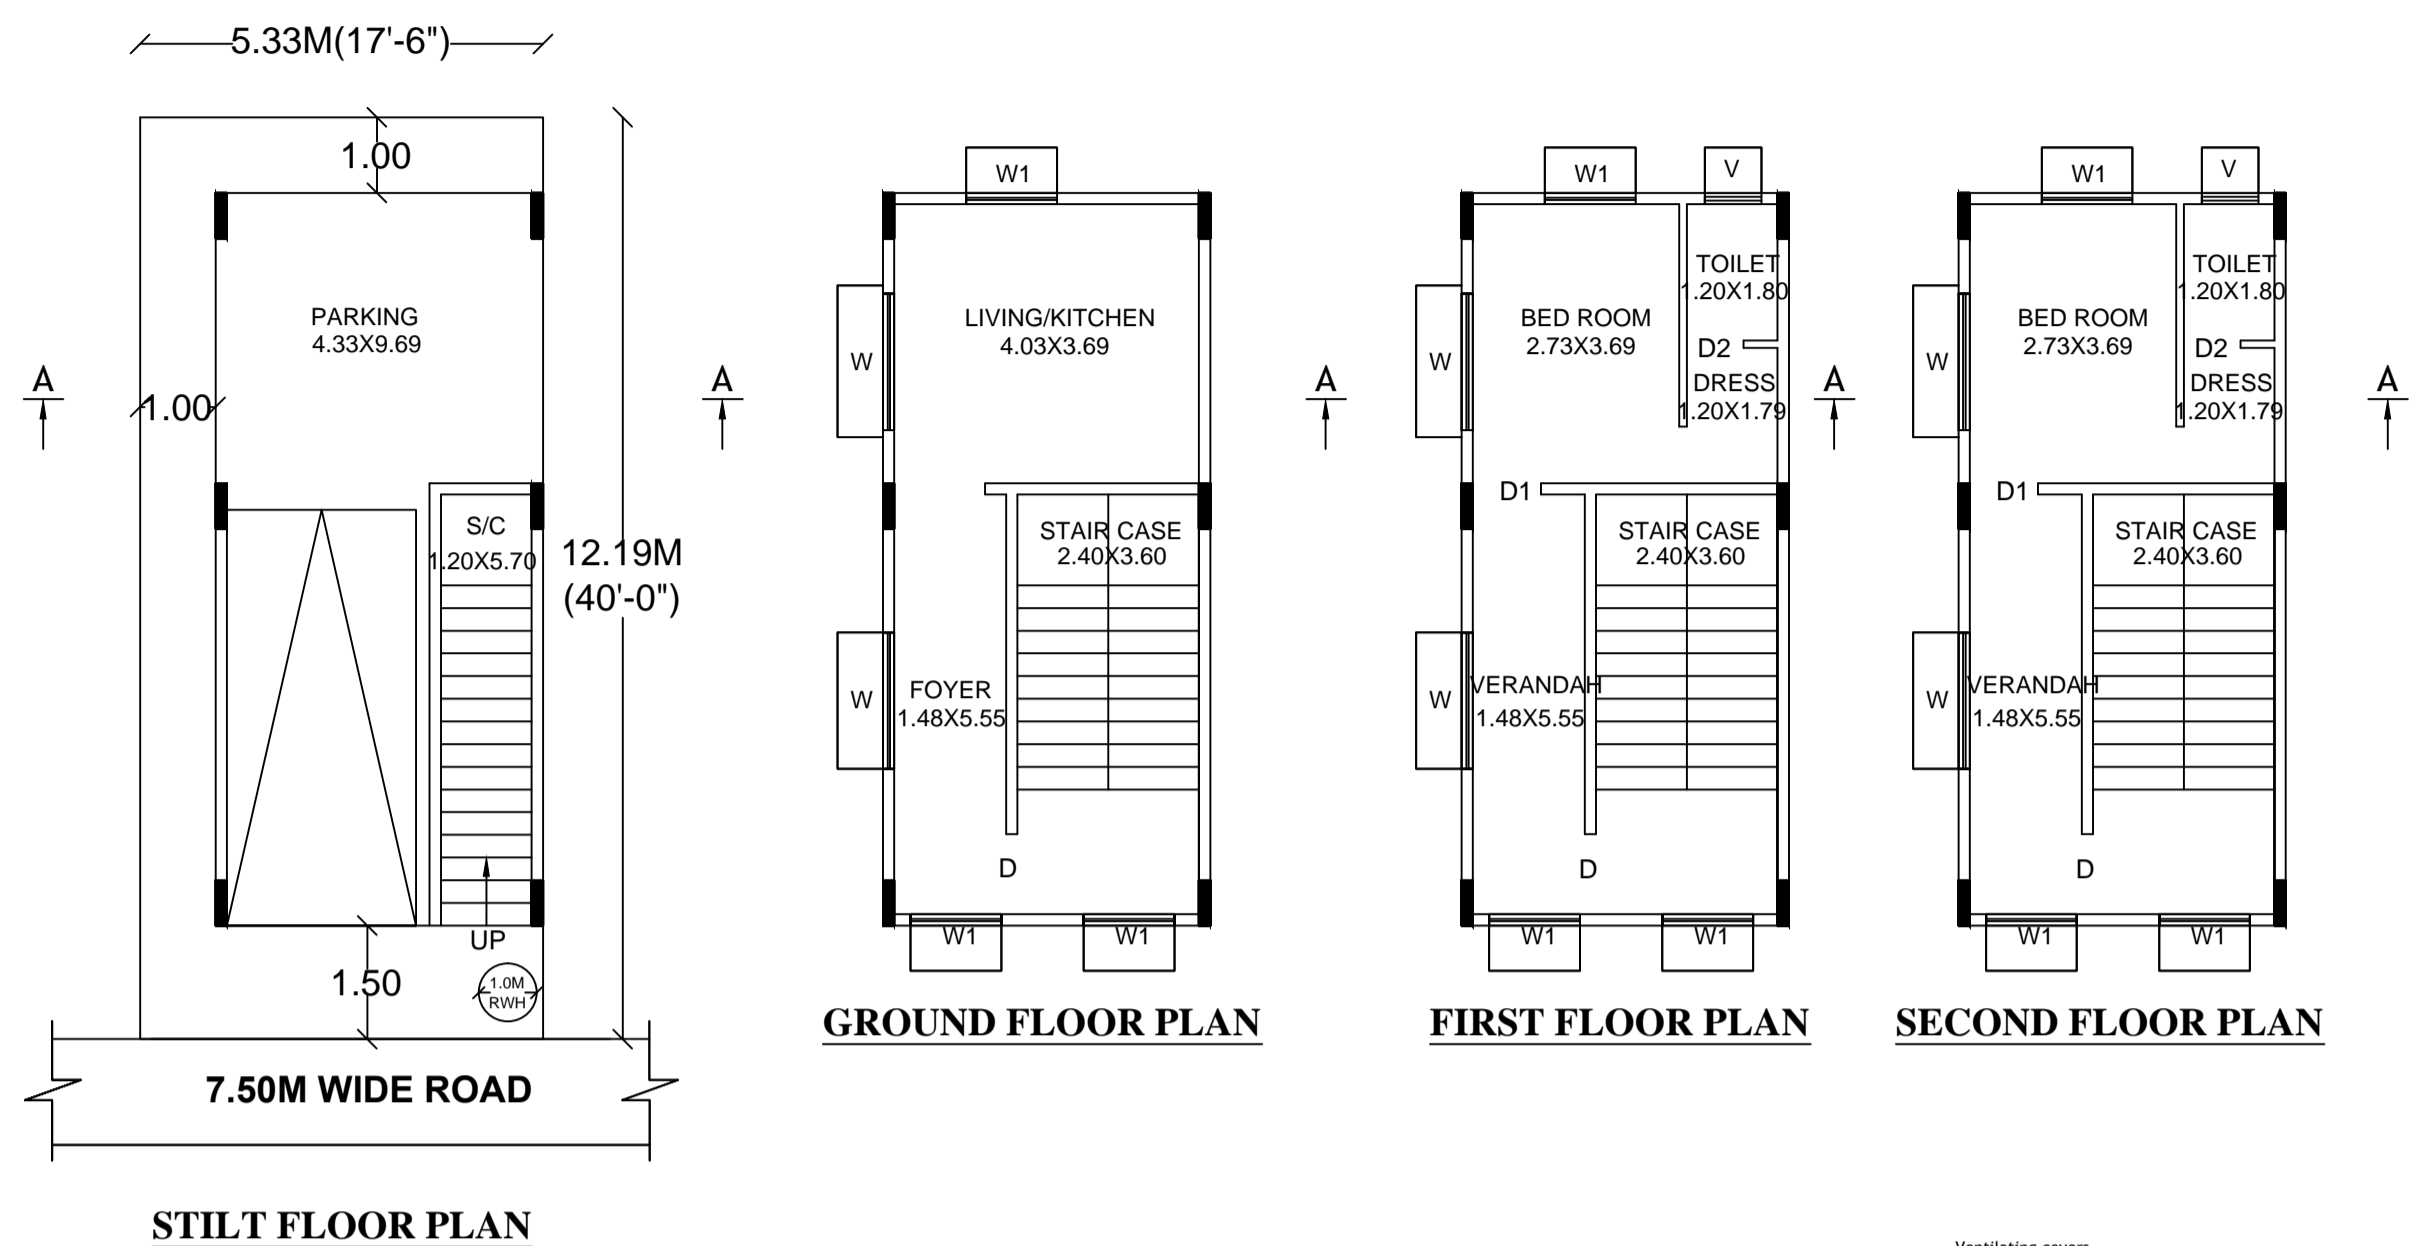 5.33M(17'-6")
1.00
PARKING
4.33X9.69
A
1.00
A
S/C
1.20X5.70
12.19M
(40'-0")
UP
1.50
1.0M
RWH
7.50M WIDE ROAD
STILT FLOOR PLAN
W1
LIVING/KITCHEN
4.03X3.69
W
STAIR CASE
2.40X3.60
FOYER
1.48X5.55
W
D
W1
W1
GROUND FLOOR PLAN
A
W1
V
TOILET
1.20X1.80
BED ROOM
2.73X3.69
W
D2
DRESS
1.20X1.79
D1
STAIR CASE
2.40X3.60
VERANDAH
1.48X5.55
W
D
W1
W1
FIRST FLOOR PLAN
A
W1
V
TOILET
1.20X1.80
BED ROOM
2.73X3.69
W
D2
DRESS
1.20X1.79
D1
STAIR CASE
2.40X3.60
VERANDAH
1.48X5.55
W
D
W1
W1
SECOND FLOOR PLAN
A